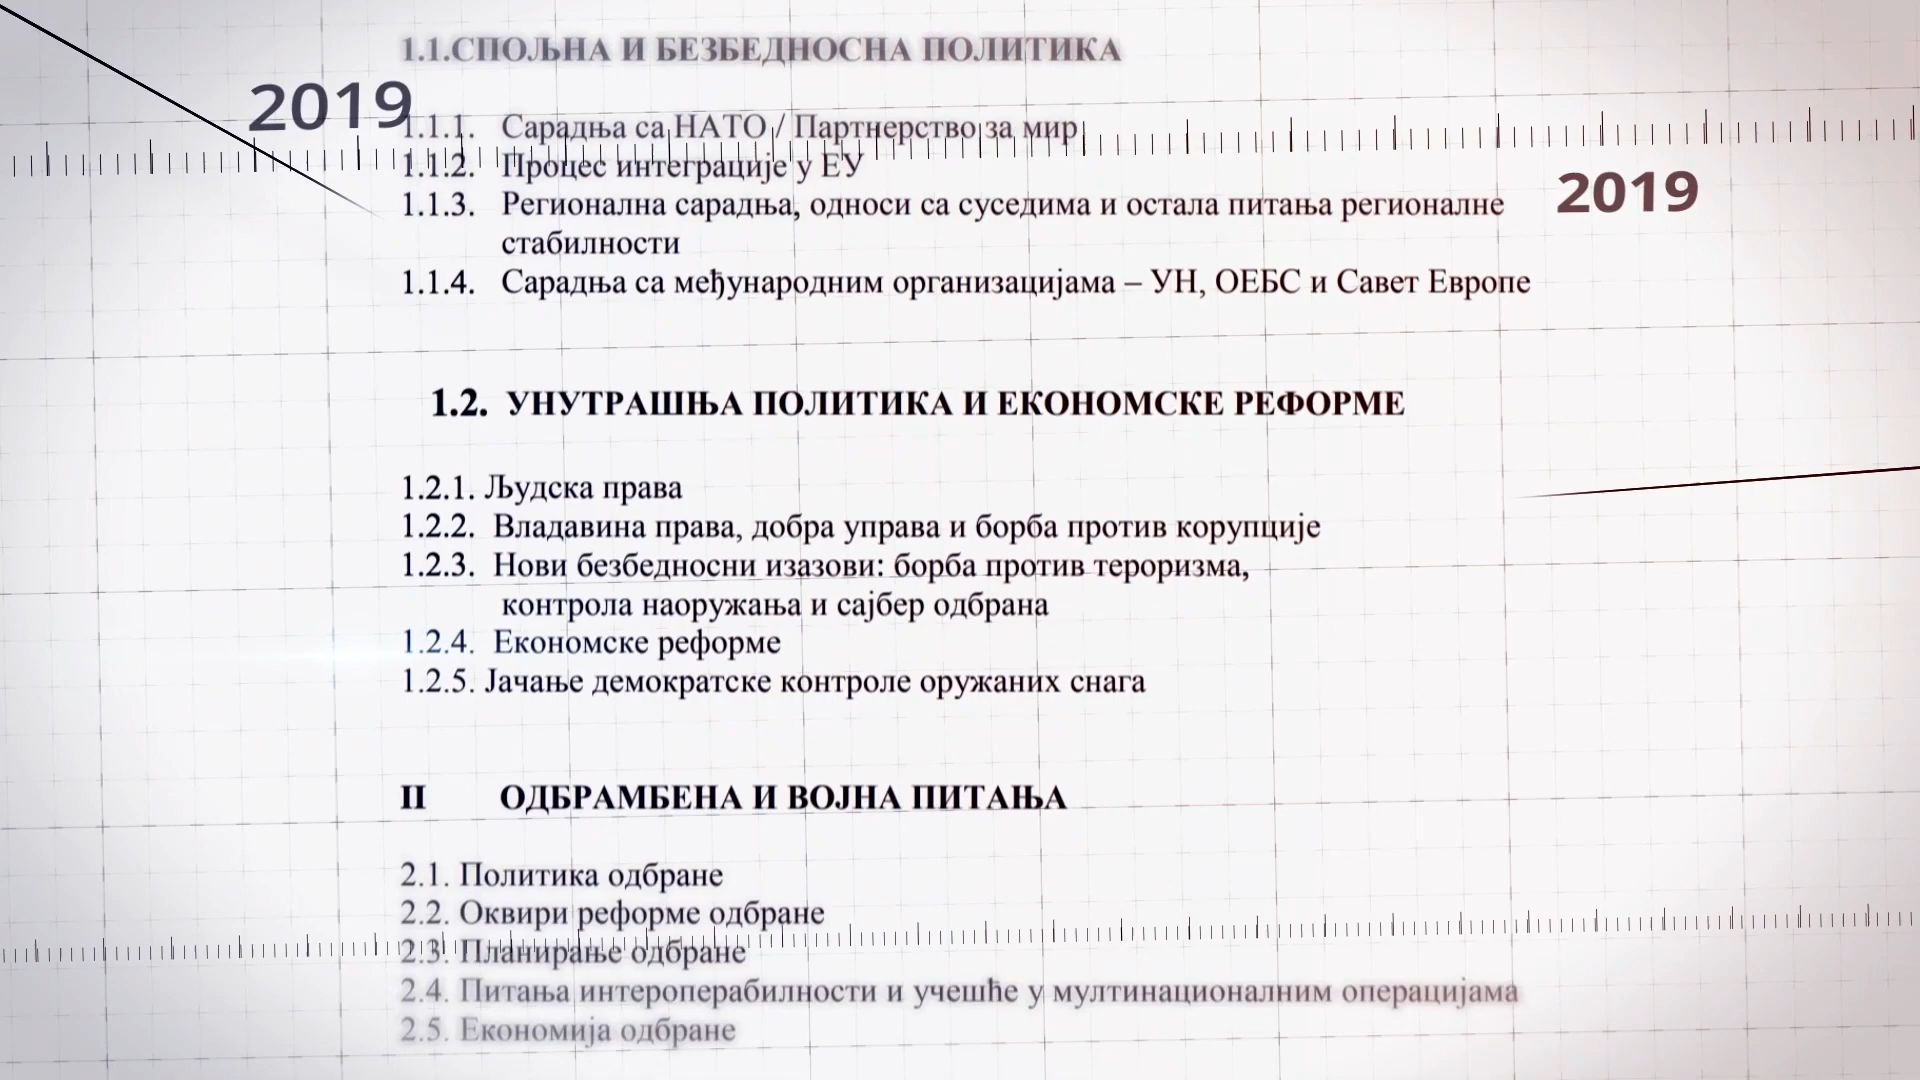 1.1.СПОЉНА И БЕЗБЕДНОСНА ПОЛИТИКА
2019
1.1.1. Сарадња са НАТО / Партнерство за мир
1.1.2. Процес интеграције у ЕУ
2019
1.1.3. Регионална сарадња, односи са суседима и остала питања регионалне
стабилности
1.1.4. Сарадња са међународним организацијама – УН, ОЕБС и Савет Европе
1.2. УНУТРАШЊА ПОЛИТИКА И ЕКОНОМСКЕ РЕФОРМЕ
1.2.1. Људска права
1.2.2. Владавина права, добра управа и борба против корупције
1.2.3. Нови безбедносни изазови: борба против тероризма,
контрола наоружања и сајбер одбрана
1.2.4. Економске реформе
1.2.5. Јачање демократске контроле оружаних снага
II ОДБРАМБЕНА И ВОЈНА ПИТАЊА
2.1. Политика одбране
2.2. Оквири реформе одбране
2.3. Планирање одбране
2.4. Питања интероперабилности и учешће у мултинационалним операцијама
2.5. Економија одбране